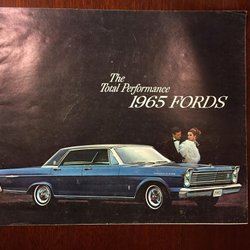 The
Total Performance
1965 FORDS